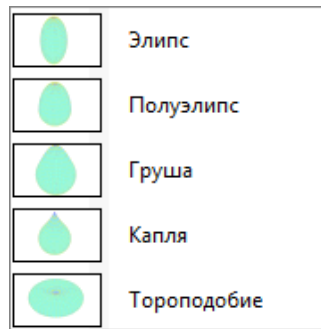 Элипс
Полуэлипс
Груша
Капля
Тороподобие